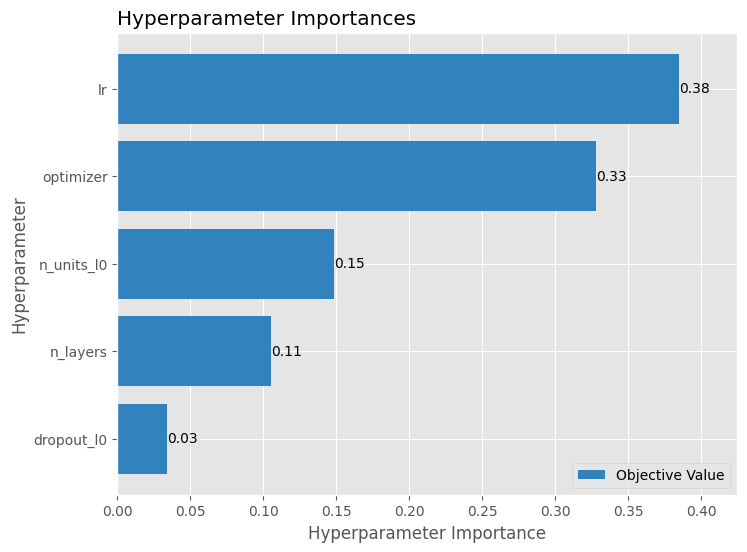 Hyperparameter Importances
lr
0.38
optimizer
0.33
n_units_l0
0.15
n_layers
0.11
dropout_l0
0.03
Hyperparameter
Objective Value
0.00 0.05 0.10 0.15 0.20 0.25 0.30 0.35 0.40
Hyperparameter Importance